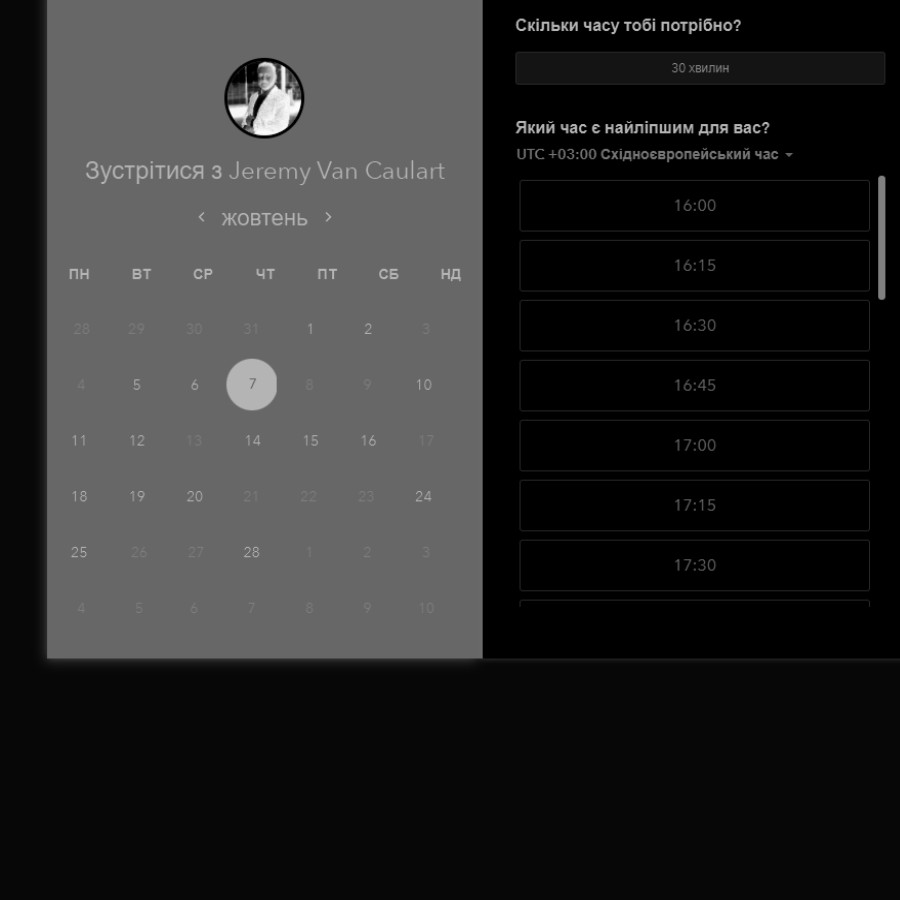 Зустрітися з Jeremy Van Caulart
жовтень
ПН ВТ СР ЧТ ПТ СБ НД
28 29 30 31 1 2 3
4 5 6 7 8 9 10
11 12 13 14 15 16 17
18 19 20 21 22 23 24
25 26 27 28 1 2 3
4 5 6 7 8 9 10
Скільки часу тобі потрібно?
30 хвилин
Який час є найліпшим для вас?
UTC +03:00 Східноєвропейський час
16:00
16:15
16:30
16:45
17:00
17:15
17:30